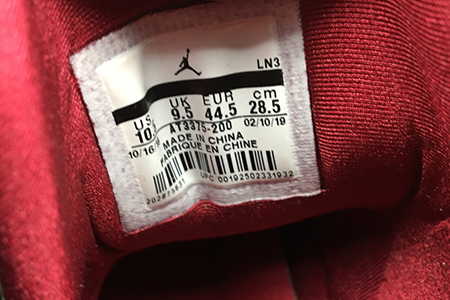 LN3
US UK EUR cm
10 9.5 44.5 28.5
AT3375-200
10/16/ 02/10/19
MADE IN CHINA
FABRIQUE EN CHINE
UPC 00192502331932